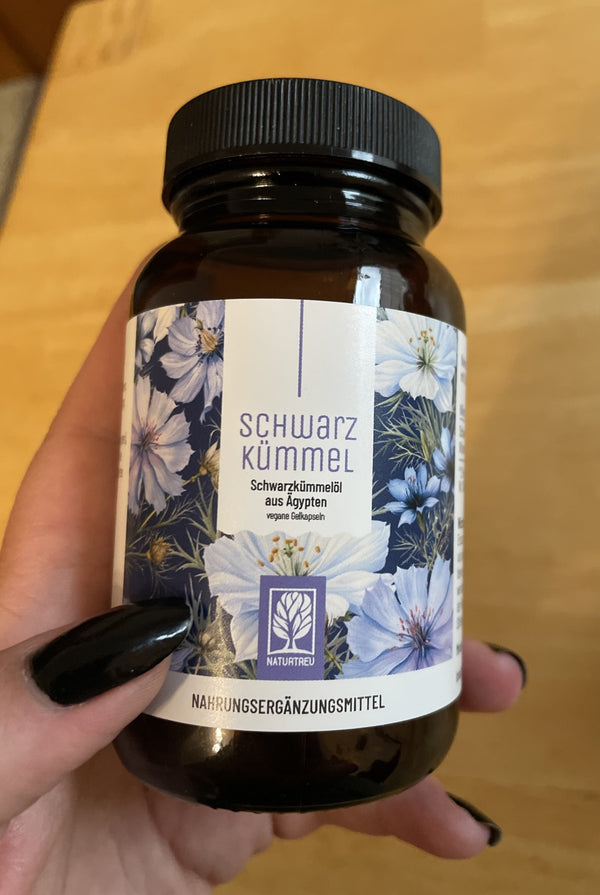 SCHWARZ
KÜMMEL
Schwarzkümmelöl
aus Ägypten
vegane Gelkapseln
NATURTREU
NAHRUNGSERGÄNZUNGSMITTEL